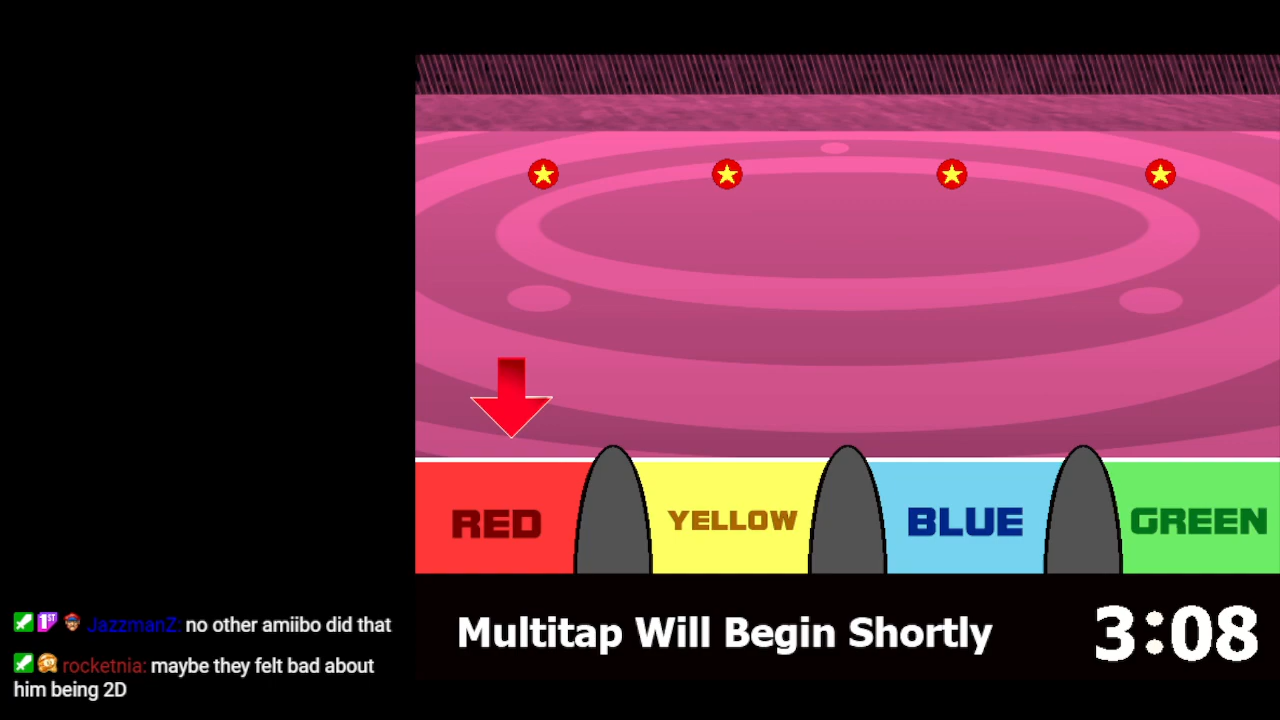 RED
YELLOW
BLUE
GREEN
Multitap Will Begin Shortly
3:08
1ST JazzmanZ: no other amiibo did that
rocketnia: maybe they felt bad about
him being 2D